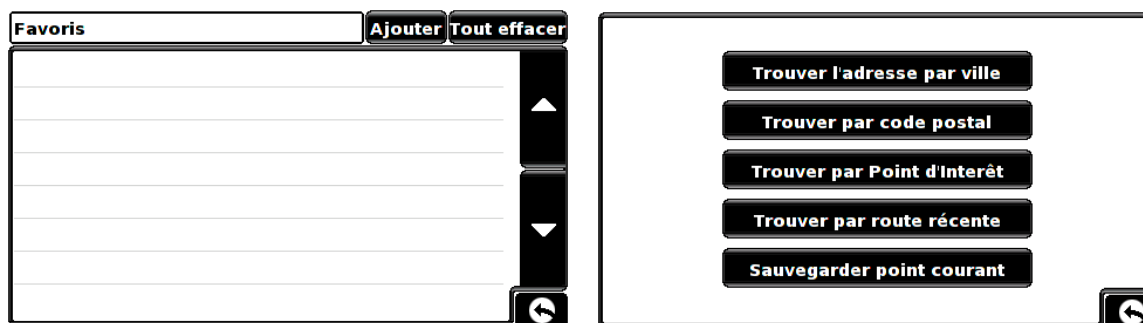 Favoris
Ajouter
Tout effacer
Trouver l'adresse par ville
Trouver par code postal
Trouver par Point d'Interêt
Trouver par route récente
Sauvegarder point courant